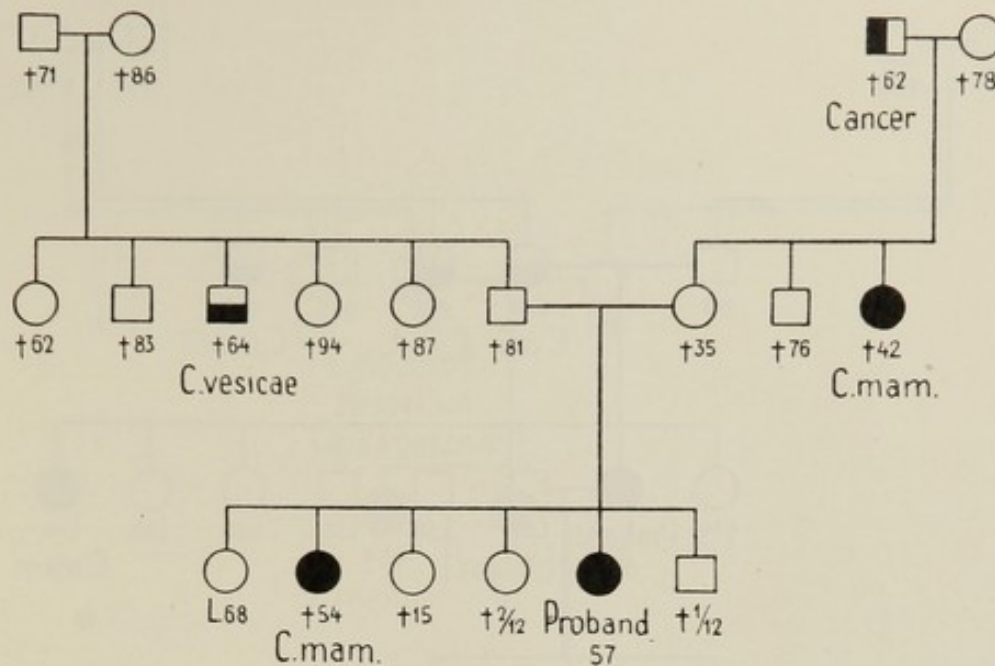 †71 †86 †62 †78
Cancer
†62 †83 †64 †94 †87 †81 †35 †76 †42
C.vesicae C.mam.
L68 †54 †15 †2/12 Proband †1/12
C.mam. 57